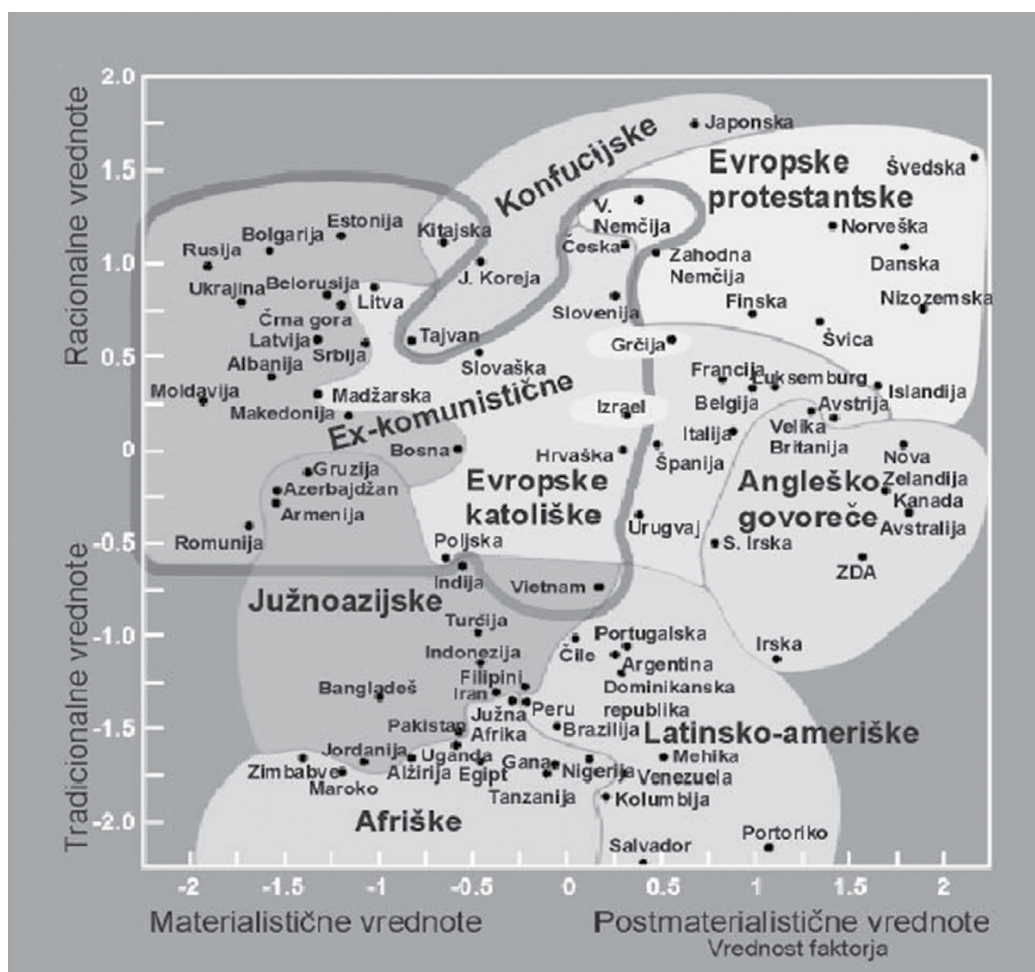 2.0
Racionalne vrednote
Japonska
Konfucijske
Evropske
protestantske
Švedska
1.5
V.
Nemčija
Estonija
Kitajska
Bolgarija
Norveška
Rusija
Češka
Zahodna
Nemčija
Danska
1.0
J. Koreja
Ukrajina
Belorusija
Litva
Nizozemska
Slovenija
Finska
Črna gora
Tajvan
Švica
Latvija
Srbija
Grčija
0.5
Slovaška
Albanija
Francija
Luksemburg
Islandija
Moldavija
Madžarska
Ex-komunistične
Belgija
Avstrija
Makedonija
Izrael
Velika
Britanija
Italija
0
Bosna
Hrvaška
Španija
Nova
Zelandija
Gruzija
Evropske
katoliške
Angleško
govoreče
Azerbajdžan
Kanada
Armenija
Urugvaj
Avstralija
Romunija
-0.5
Poljska
S. Irska
ZDA
Indija
Vietnam
Južnoazijske
Tradicionalne vrednote
Turčija
-1.0
Portugalska
Irska
Čile
Indonezija
Argentina
Filipini
Bangladeš
Iran
Dominikanska
republika
Južna
Afrika
Peru
-1.5
Pakistan
Brazilija
Latinsko-ameriške
Jordanija
Uganda
Mehika
Zimbabve
Alžirija
Egipt
Gana
Nigerija
Venezuela
Maroko
Tanzanija
Kolumbija
Afriške
-2.0
Salvador
Portoriko
-2 -1.5 -1 -0.5 0 0.5 1 1.5 2
Materialistične vrednote
Postmaterialistične vrednote
Vrednost faktorja